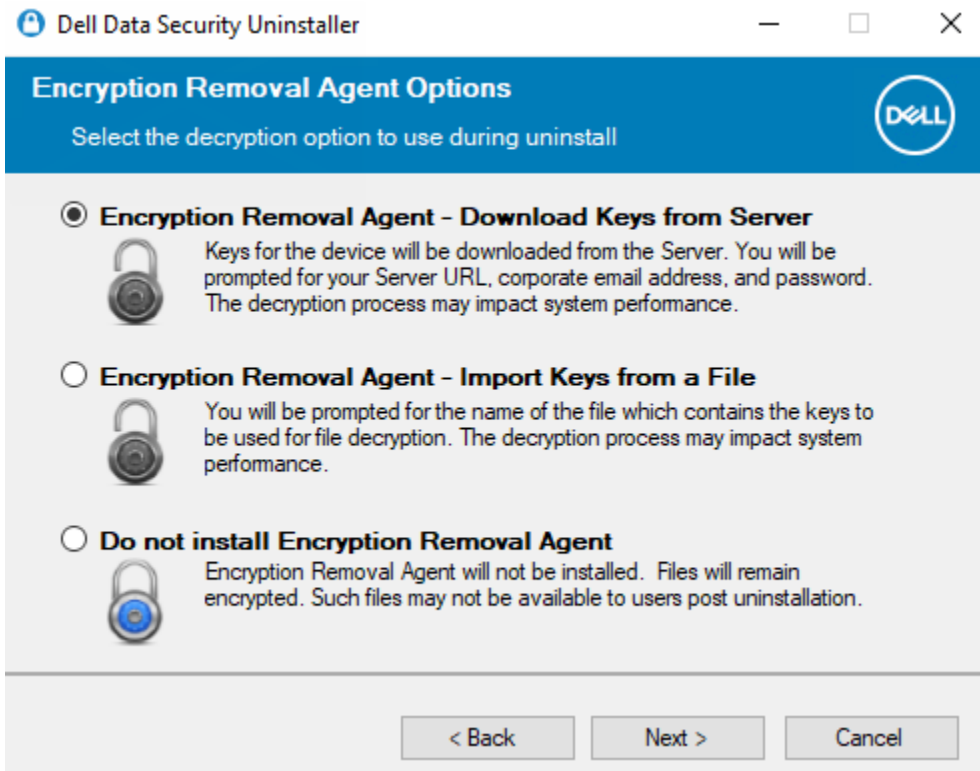 Dell Data Security Uninstaller
Encryption Removal Agent Options
Select the decryption option to use during uninstall
DELL
Encryption Removal Agent - Download Keys from Server
Keys for the device will be downloaded from the Server. You will be
prompted for your Server URL, corporate email address, and password.
The decryption process may impact system performance.
Encryption Removal Agent - Import Keys from a File
You will be prompted for the name of the file which contains the keys to
be used for file decryption. The decryption process may impact system
performance.
Do not install Encryption Removal Agent
Encryption Removal Agent will not be installed.  Files will remain
encrypted. Such files may not be available to users post uninstallation.
< Back
Next >
Cancel